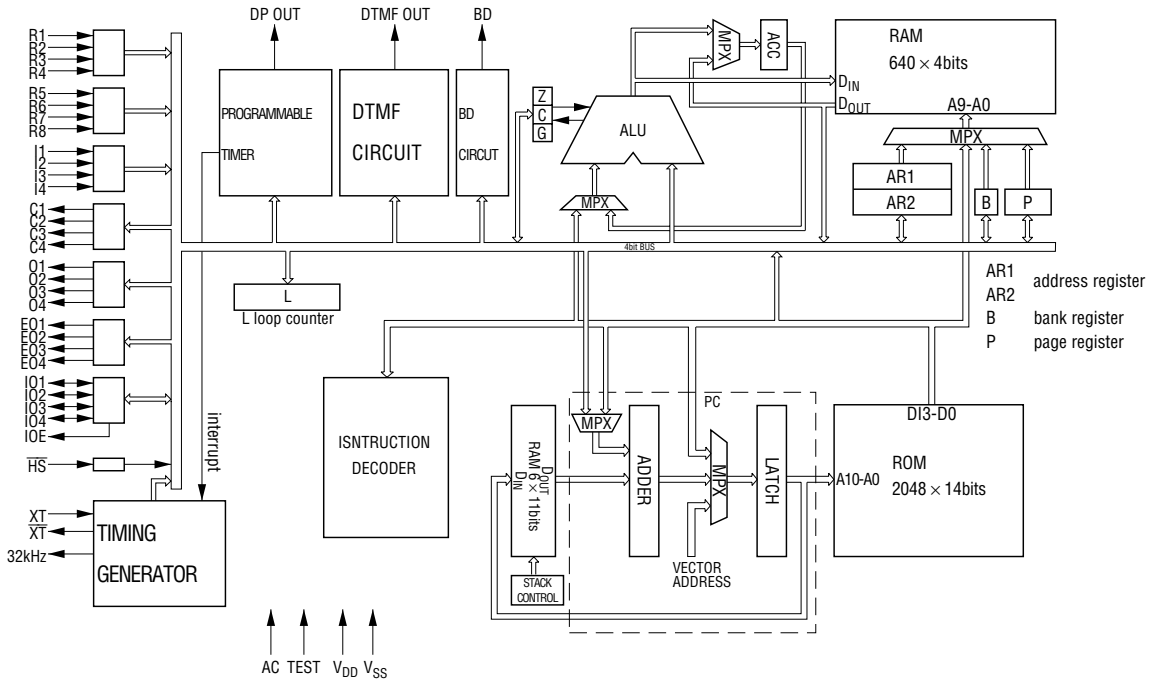 DP OUT
DTMF OUT
BD
R1
R2
R3
R4
R5
R6
R7
R8
I1
I2
I3
I4
C1
C2
C3
C4
O1
O2
O3
O4
EO1
EO2
EO3
EO4
IO1
IO2
IO3
IO4
IOE
HS
XT
XT
32kHz
PROGRAMMABLE
TIMER
DTMF
CIRCUIT
BD
CIRCUT
Z
C
G
ALU
MPX
ACC
MPX
RAM
640 × 4bits
DIN
DOUT
A9-A0
MPX
AR1
AR2
B
P
4bit BUS
L
L loop counter
AR1
AR2
address register
B bank register
P page register
interrupt
TIMING
GENERATOR
ISNTRUCTION
DECODER
PC
MPX
DOUT
RAM 6 × 11bits
DIN
STACK
CONTROL
ADDER
MPX
LATCH
VECTOR
ADDRESS
DI3-D0
ROM
2048 × 14bits
A10-A0
AC TEST VDD VSS